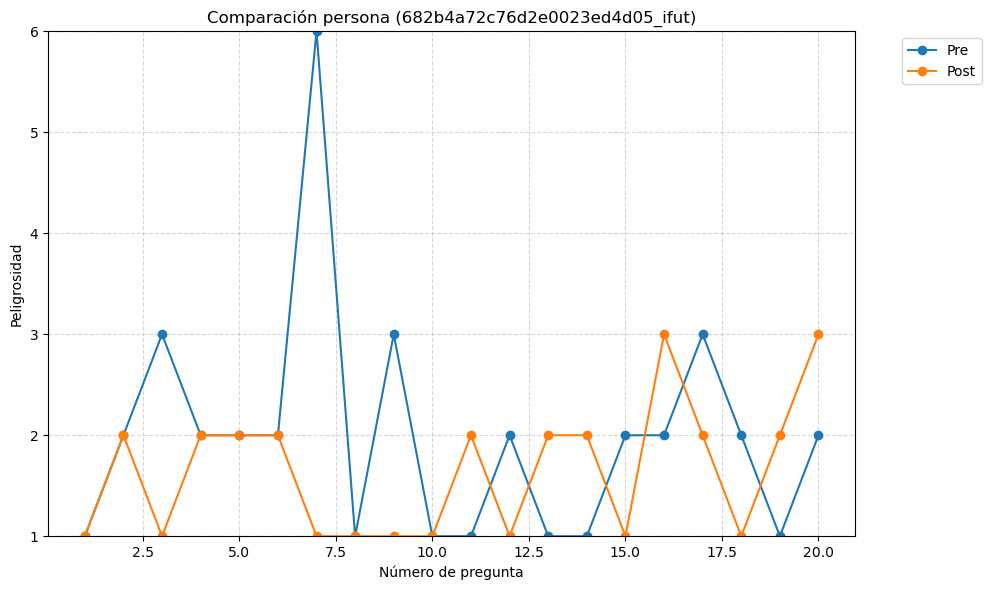 Comparación persona (682b4a72c76d2e0023ed4d05_ifut)
Pre
Post
Peligrosidad
6
5
4
3
2
1
2.5 5.0 7.5 10.0 12.5 15.0 17.5 20.0
Número de pregunta